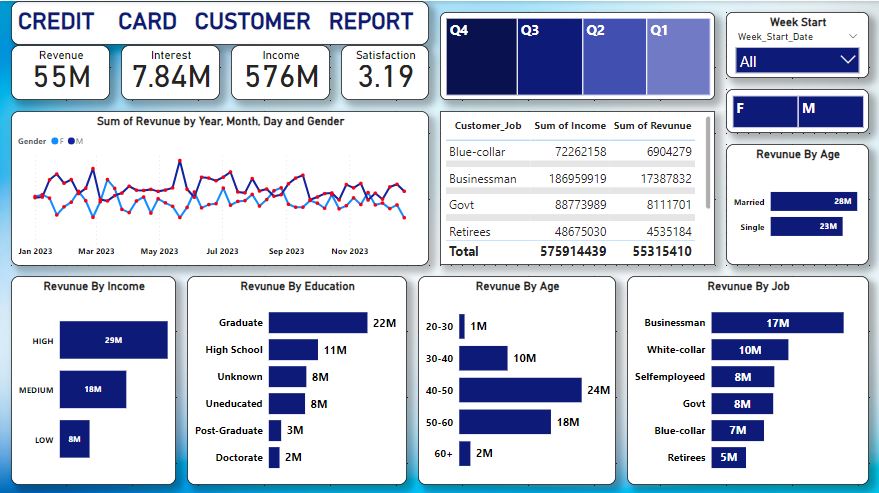 CREDIT CARD CUSTOMER REPORT
Revenue
55M
Interest
7.84M
Income
576M
Satisfaction
3.19
Q4
Q3
Q2
Q1
Week Start
Week_Start_Date
All
F
M
Sum of Revunue by Year, Month, Day and Gender
Gender F M
Jan 2023 Mar 2023 May 2023 Jul 2023 Sep 2023 Nov 2023
Customer_Job Sum of Income Sum of Revunue
Blue-collar 72262158 6904279
Businessman 186959919 17387832
Govt 88773989 8111701
Retirees 48675030 4535184
Total 575914439 55315410
Revunue By Age
Married 28M
Single 23M
Revunue By Income
HIGH 29M
MEDIUM 18M
LOW 8M
Revunue By Education
Graduate 22M
High School 11M
Unknown 8M
Uneducated 8M
Post-Graduate 3M
Doctorate 2M
Revunue By Age
20-30 1M
30-40 10M
40-50 24M
50-60 18M
60+ 2M
Revunue By Job
Businessman 17M
White-collar 10M
Selfemployeed 8M
Govt 8M
Blue-collar 7M
Retirees 5M